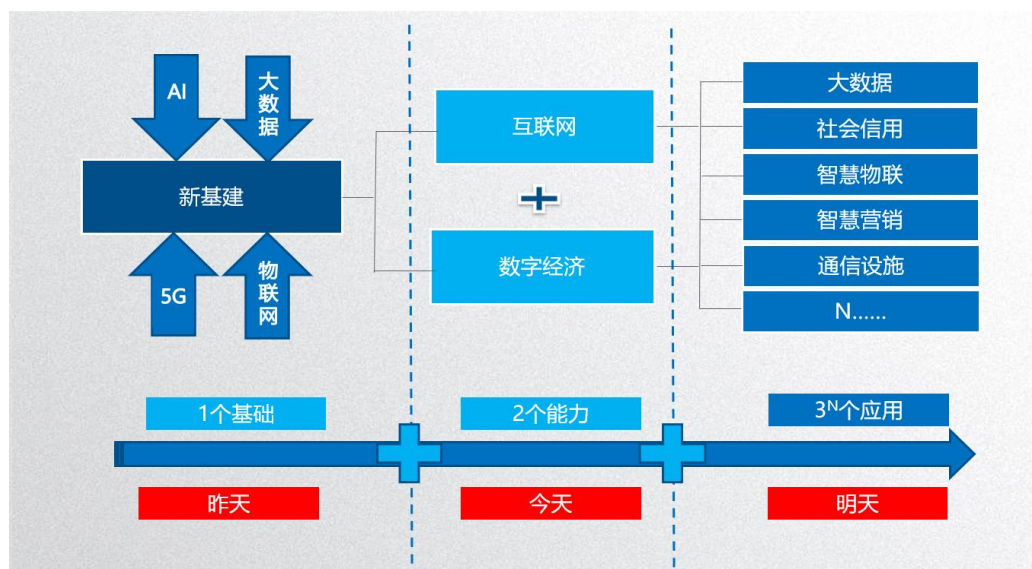 AI
大数据
新基建
5G
物联网
互联网
数字经济
大数据
社会信用
智慧物联
智慧营销
通信设施
N......
1个基础
2个能力
3ᴺ个应用
昨天
今天
明天